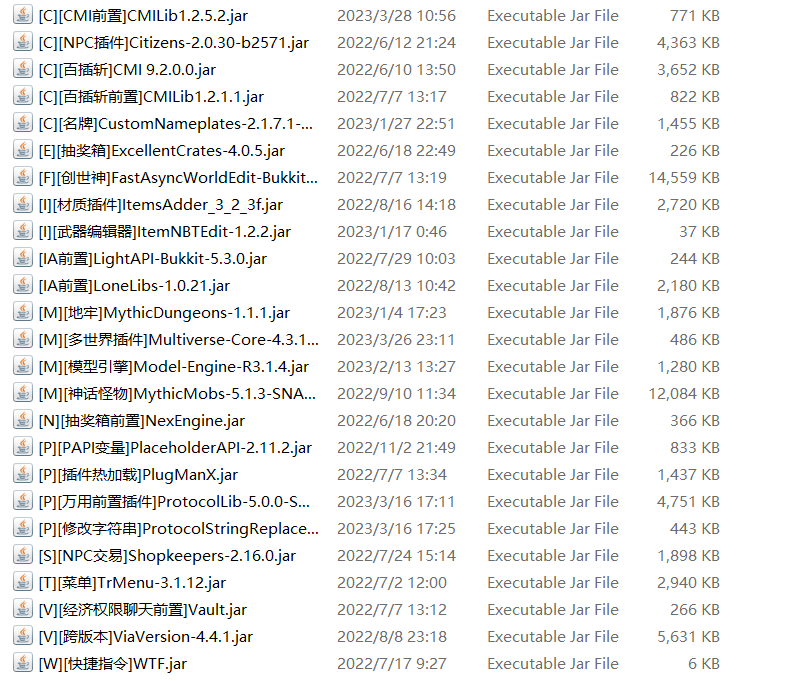 [C][CMI前置]CMILib1.2.5.2.jar 2023/3/28 10:56 Executable Jar File 771 KB
[C][NPC插件]Citizens-2.0.30-b2571.jar 2022/6/12 21:24 Executable Jar File 4,363 KB
[C][百插斩]CMI 9.2.0.0.jar 2022/6/10 13:50 Executable Jar File 3,652 KB
[C][百插斩前置]CMILib1.2.1.1.jar 2022/7/7 13:17 Executable Jar File 822 KB
[C][名牌]CustomNameplates-2.1.7.1-... 2023/1/27 22:51 Executable Jar File 1,455 KB
[E][抽奖箱]ExcellentCrates-4.0.5.jar 2022/6/18 22:49 Executable Jar File 226 KB
[F][创世神]FastAsyncWorldEdit-Bukkit... 2022/7/7 13:19 Executable Jar File 14,559 KB
[I][材质插件]ItemsAdder_3_2_3f.jar 2022/8/16 14:18 Executable Jar File 2,720 KB
[I][武器编辑器]ItemNBTEdit-1.2.2.jar 2023/1/17 0:46 Executable Jar File 37 KB
[IA前置]LightAPI-Bukkit-5.3.0.jar 2022/7/29 10:03 Executable Jar File 244 KB
[IA前置]LoneLibs-1.0.21.jar 2022/8/13 10:42 Executable Jar File 2,180 KB
[M][地牢]MythicDungeons-1.1.1.jar 2023/1/4 17:23 Executable Jar File 1,876 KB
[M][多世界插件]Multiverse-Core-4.3.1... 2023/3/26 23:11 Executable Jar File 486 KB
[M][模型引擎]Model-Engine-R3.1.4.jar 2023/2/13 13:27 Executable Jar File 1,280 KB
[M][神话怪物]MythicMobs-5.1.3-SNA... 2022/9/10 11:34 Executable Jar File 12,084 KB
[N][抽奖箱前置]NexEngine.jar 2022/6/18 20:20 Executable Jar File 366 KB
[P][PAPI变量]PlaceholderAPI-2.11.2.jar 2022/11/2 21:49 Executable Jar File 833 KB
[P][插件热加载]PlugManX.jar 2022/7/7 13:34 Executable Jar File 1,437 KB
[P][万用前置插件]ProtocolLib-5.0.0-S... 2023/3/16 17:11 Executable Jar File 4,751 KB
[P][修改字符串]ProtocolStringReplace... 2023/3/16 17:25 Executable Jar File 443 KB
[S][NPC交易]Shopkeepers-2.16.0.jar 2022/7/24 15:14 Executable Jar File 1,898 KB
[T][菜单]TrMenu-3.1.12.jar 2022/7/2 12:00 Executable Jar File 2,940 KB
[V][经济权限聊天前置]Vault.jar 2022/7/7 13:12 Executable Jar File 266 KB
[V][跨版本]ViaVersion-4.4.1.jar 2022/8/8 23:18 Executable Jar File 5,631 KB
[W][快捷指令]WTF.jar 2022/7/17 9:27 Executable Jar File 6 KB